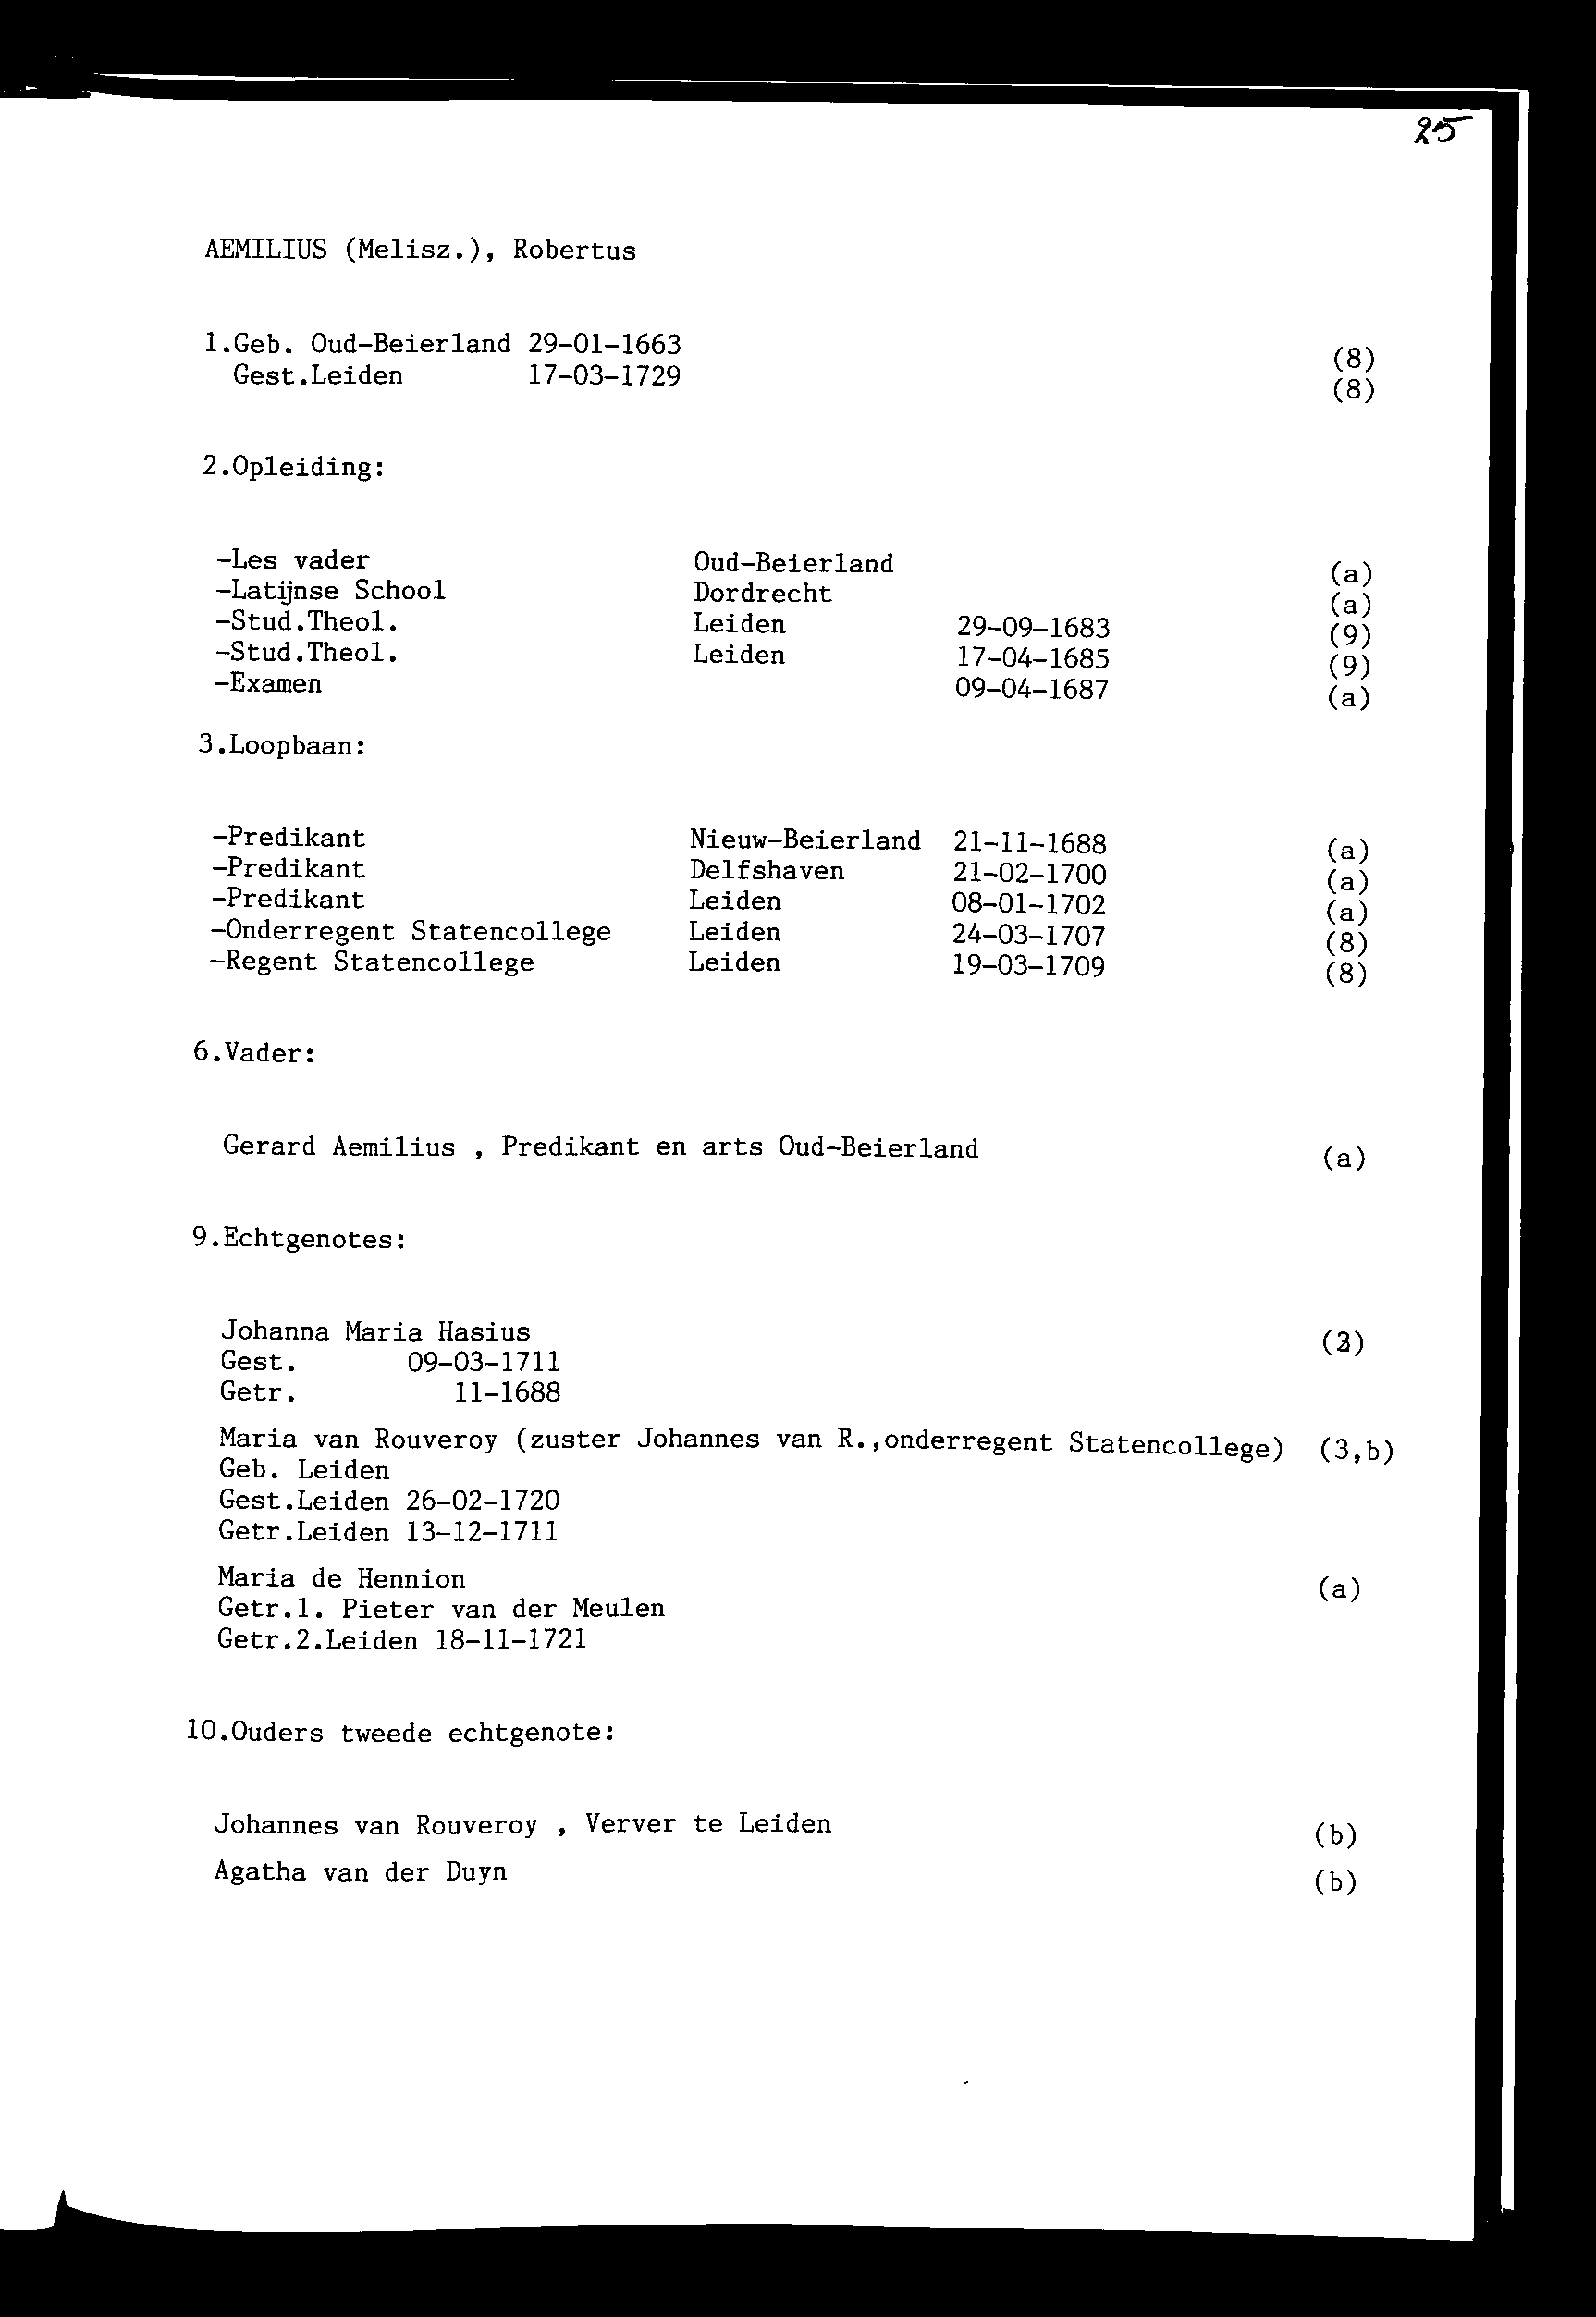 25
AEMILIUS (Melisz.), Robertus
1.Geb. Oud-Beierland 29-01-1663 (8)
Gest.Leiden 17-03-1729 (8)
2.Opleiding:
-Les vader Oud-Beierland (a)
-Latijnse School Dordrecht (a)
-Stud.Theol. Leiden 29-09-1683 (9)
-Stud.Theol. Leiden 17-04-1685 (9)
-Examen 09-04-1687 (a)
3.Loopbaan:
-Predikant Nieuw-Beierland 21-11-1688 (a)
-Predikant Delfshaven 21-02-1700 (a)
-Predikant Leiden 08-01-1702 (a)
-Onderregent Statencollege Leiden 24-03-1707 (8)
-Regent Statencollege Leiden 19-03-1709 (8)
6.Vader:
Gerard Aemilius , Predikant en arts Oud-Beierland (a)
9.Echtgenotes:
Johanna Maria Hasius
Gest. 09-03-1711
Getr. 11-1688
Maria van Rouveroy (zuster Johannes van R.,onderregent Statencollege) (3,b)
Geb. Leiden
Gest.Leiden 26-02-1720
Getr.Leiden 13-12-1711
Maria de Hennion (a)
Getr.1. Pieter van der Meulen
Getr.2.Leiden 18-11-1721
10.Ouders tweede echtgenote:
Johannes van Rouveroy , Verver te Leiden (b)
Agatha van der Duyn (b)